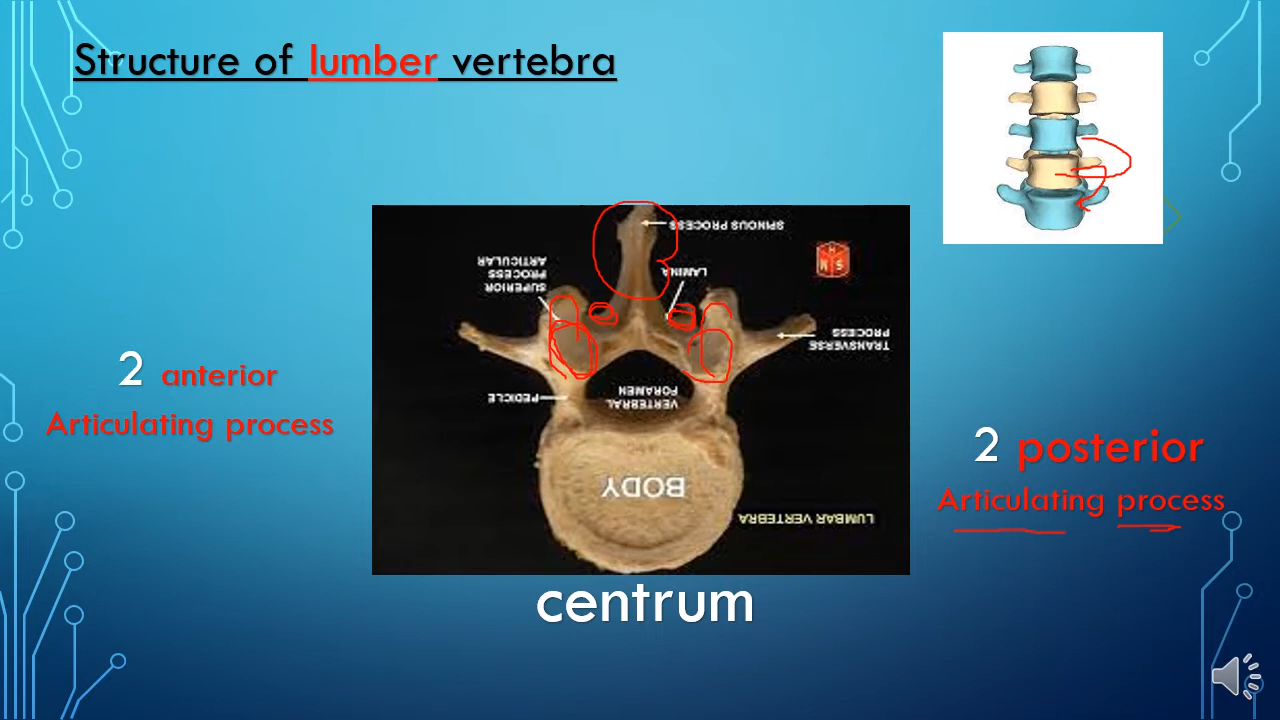 Structure of lumber vertebra
SPINOUS PROCESS
SUPERIOR
ARTICULAR
PROCESS
LAMINA
H
N S
TRANSVERSE
PROCESS
2 anterior
Articulating process
PEDICLE
VERTEBRAL
FORAMEN
2 posterior
Articulating process
BODY
LUMBAR VERTEBRA
centrum